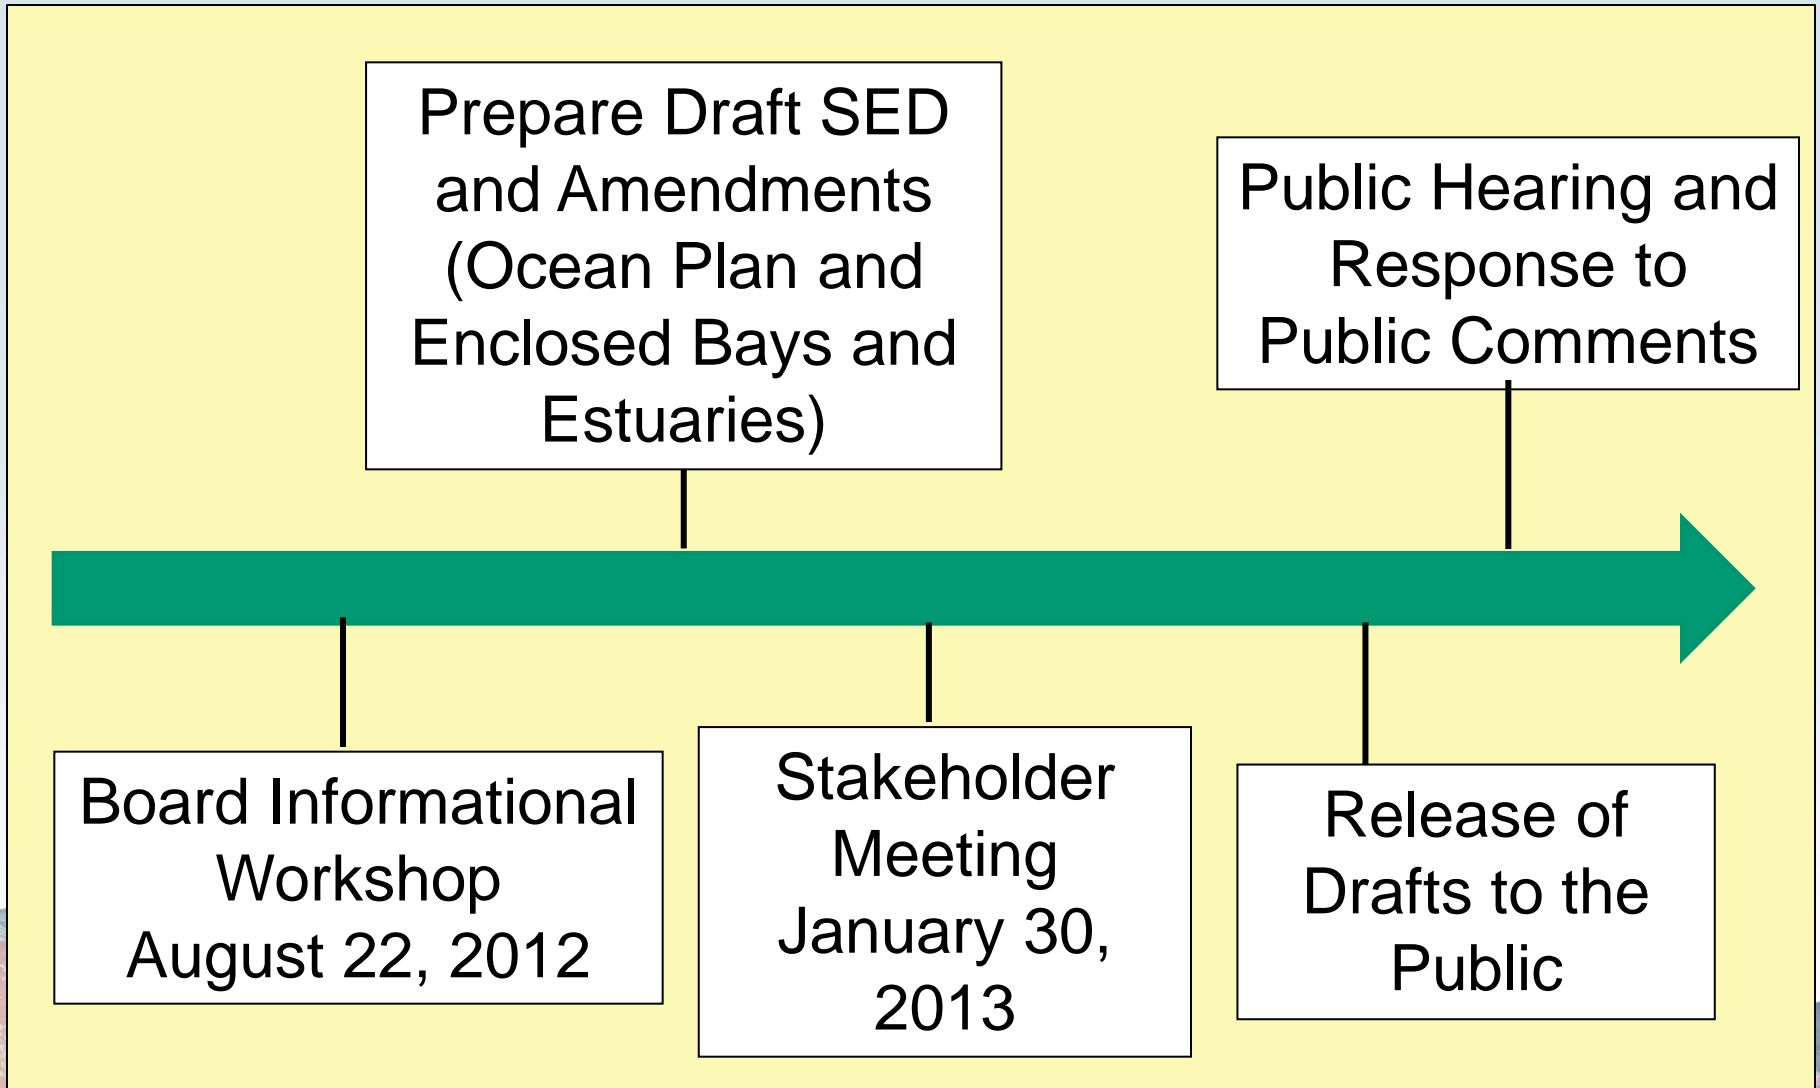 Prepare Draft SED
and Amendments
(Ocean Plan and
Enclosed Bays and
Estuaries)
Public Hearing and
Response to
Public Comments
Board Informational
Workshop
August 22, 2012
Stakeholder
Meeting
January 30,
2013
Release of
Drafts to the
Public